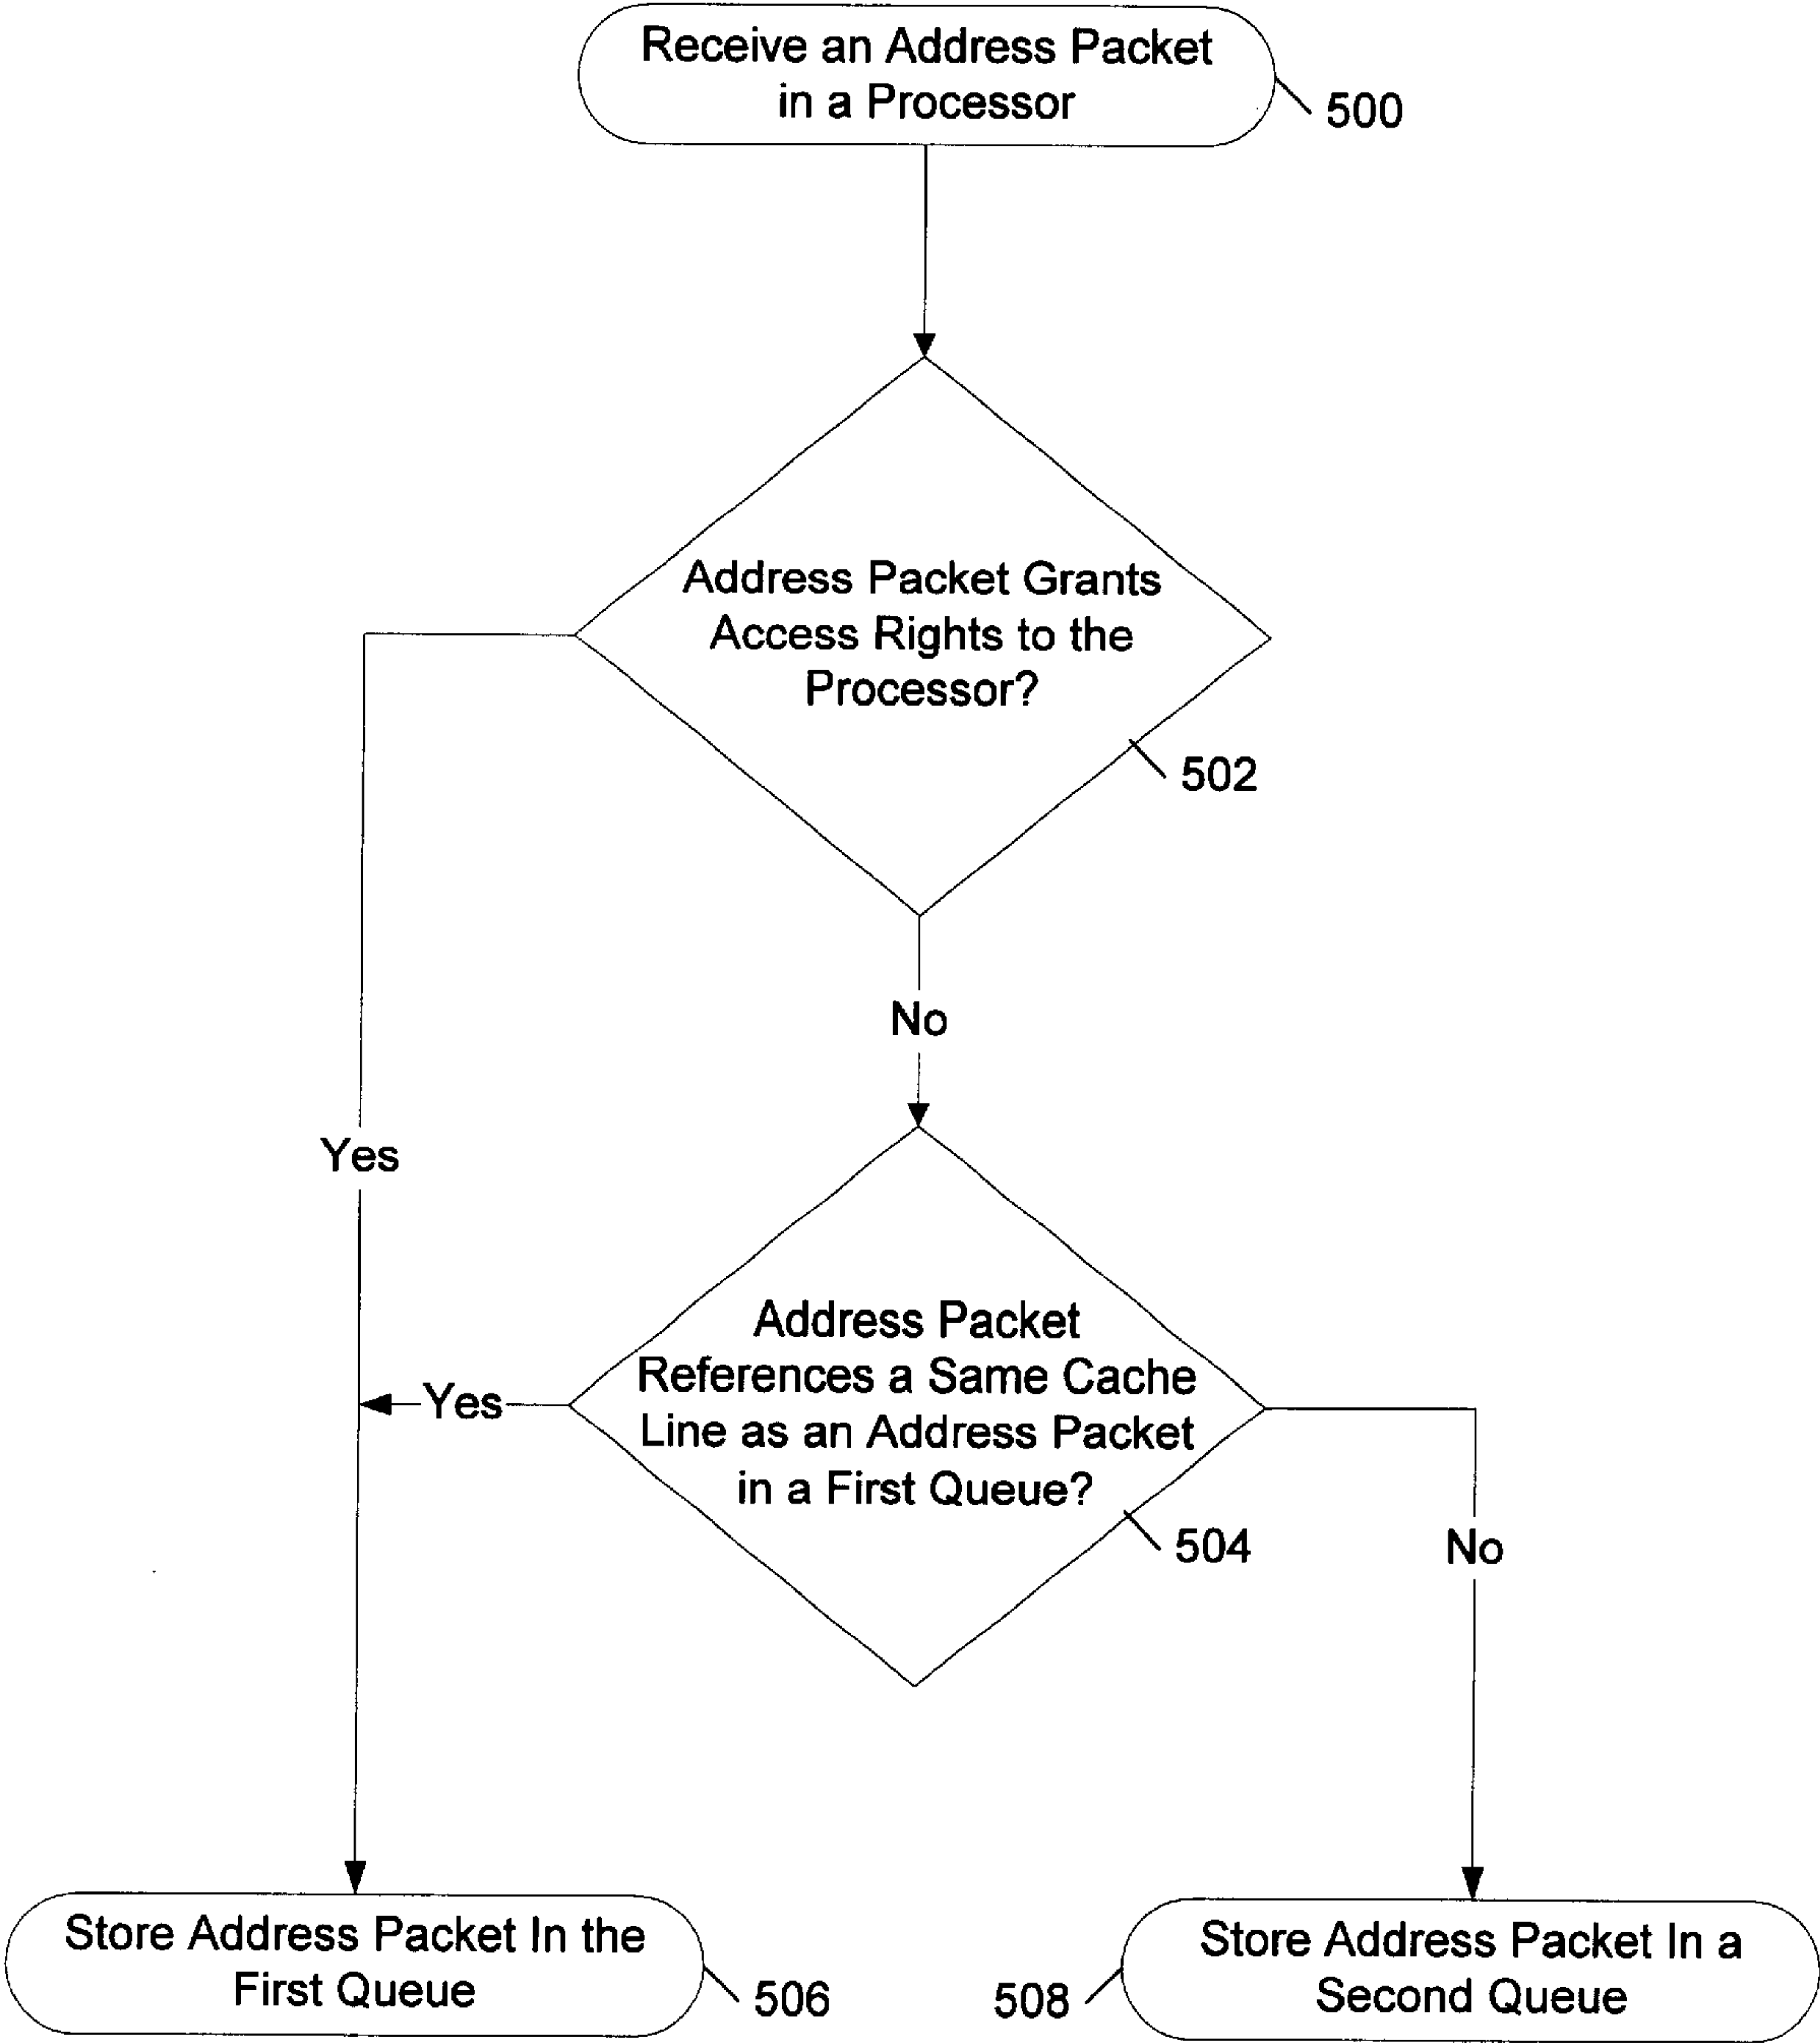 Receive an Address Packet
in a Processor
500
Address Packet Grants
Access Rights to the
Processor?
502
No
Yes
Address Packet
References a Same Cache
Line as an Address Packet
in a First Queue?
Yes
504
No
Store Address Packet In the
First Queue
506
508
Store Address Packet In a
Second Queue